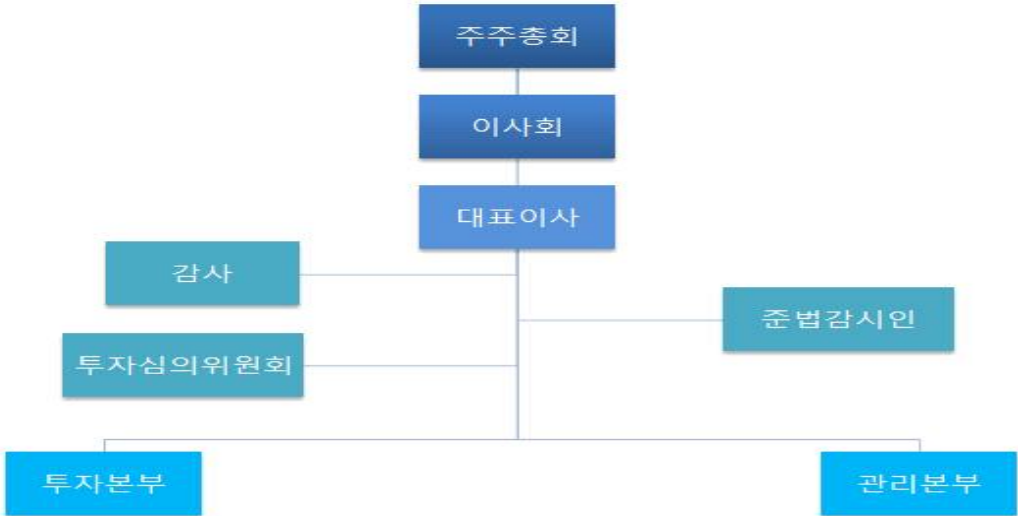 주주총회
이사회
대표이사
감사
준법감시인
투자심의위원회
투자본부
관리본부